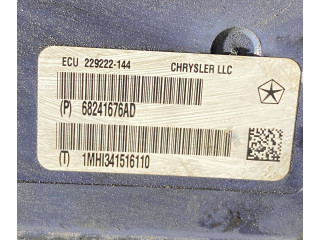 ECU 229222-144 CHRYSLER LLC
(P) 68241676AD
(T) 1MHI341516110